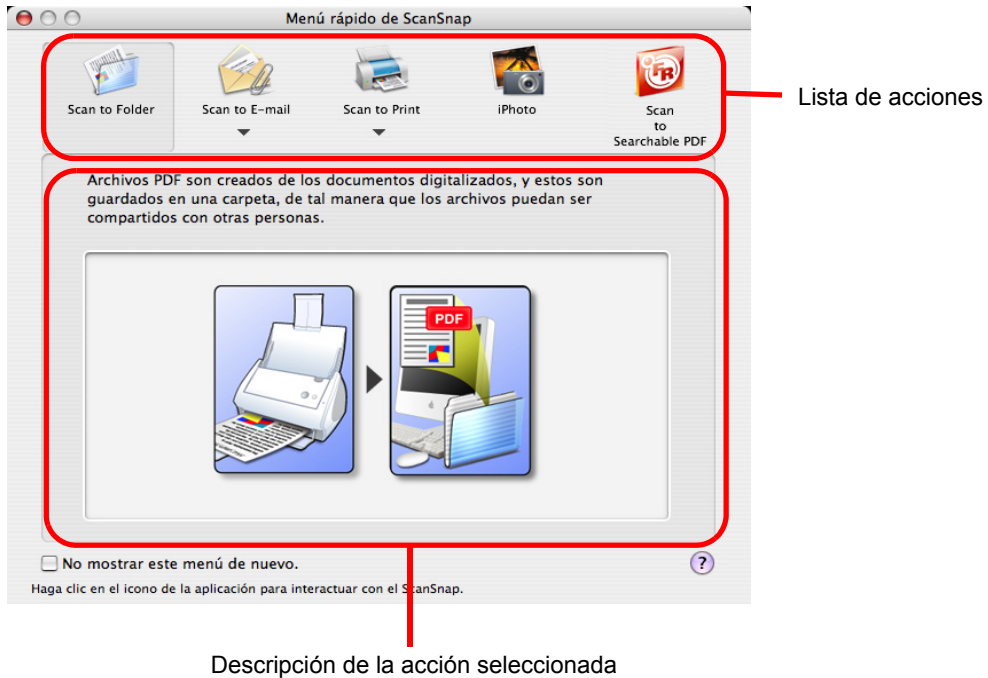 Menú rápido de ScanSnap
Scan to Folder
Scan to E-mail
Scan to Print
iPhoto
Scan
to
Searchable PDF
Lista de acciones
Archivos PDF son creados de los documentos digitalizados, y estos son
guardados en una carpeta, de tal manera que los archivos puedan ser
compartidos con otras personas.
PDF
No mostrar este menú de nuevo.
?
Haga clic en el icono de la aplicación para interactuar con el ScanSnap.
Descripción de la acción seleccionada